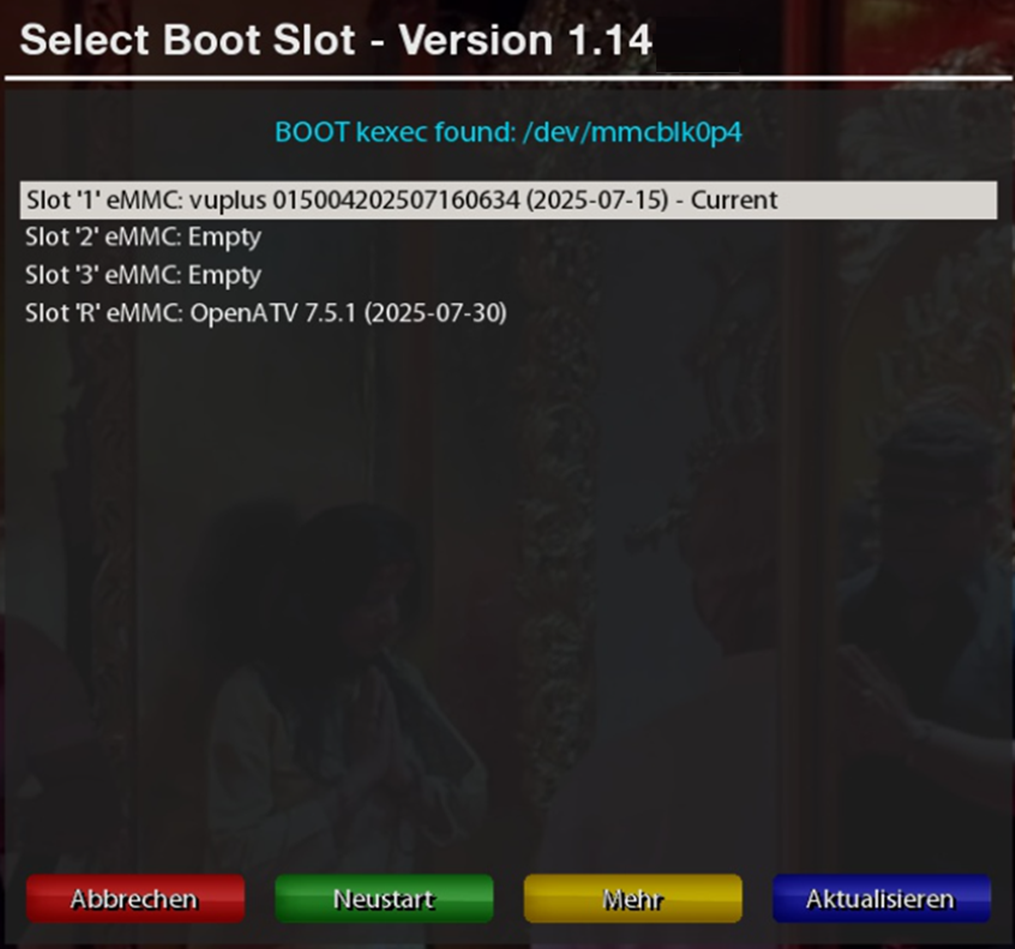 Select Boot Slot - Version 1.14
BOOT kexec found: /dev/mmcblk0p4
Slot '1' eMMC: vuplus 015004202507160634 (2025-07-15) - Current
Slot '2' eMMC: Empty
Slot '3' eMMC: Empty
Slot 'R' eMMC: OpenATV 7.5.1 (2025-07-30)
Abbrechen
Neustart
Mehr
Aktualisieren